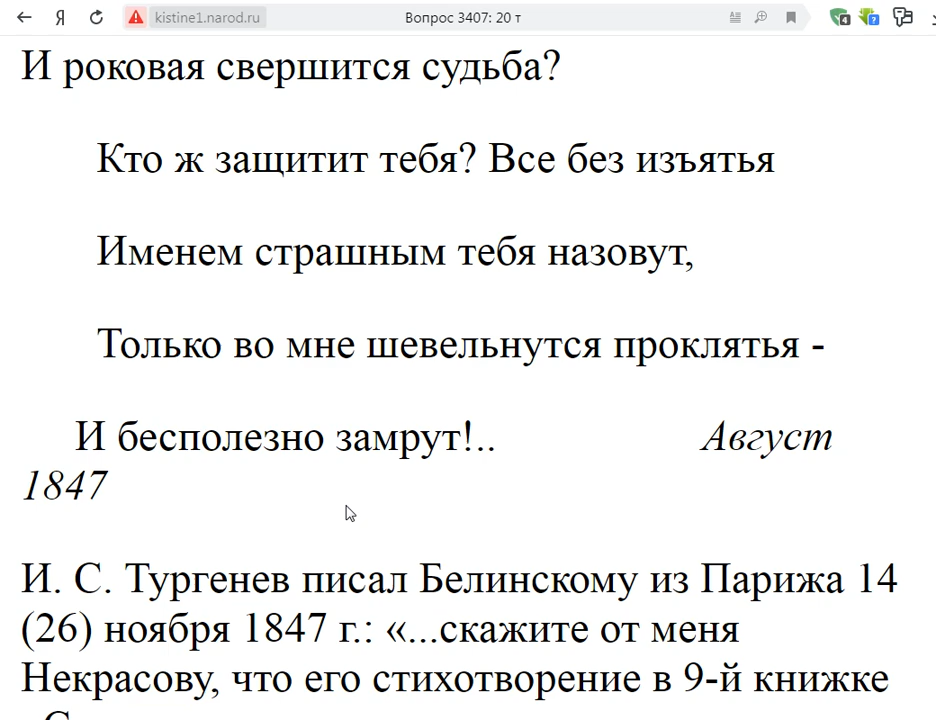 Я kistine1.narod.ru Вопрос 3407: 20 т 4 ?
И роковая свершится судьба?
Кто ж защитит тебя? Все без изъятья
Именем страшным тебя назовут,
Только во мне шевельнутся проклятья -
И бесполезно замрут!.. Август
1847
И. С. Тургенев писал Белинскому из Парижа 14
(26) ноября 1847 г.: «...скажите от меня
Некрасову, что его стихотворение в 9-й книжке